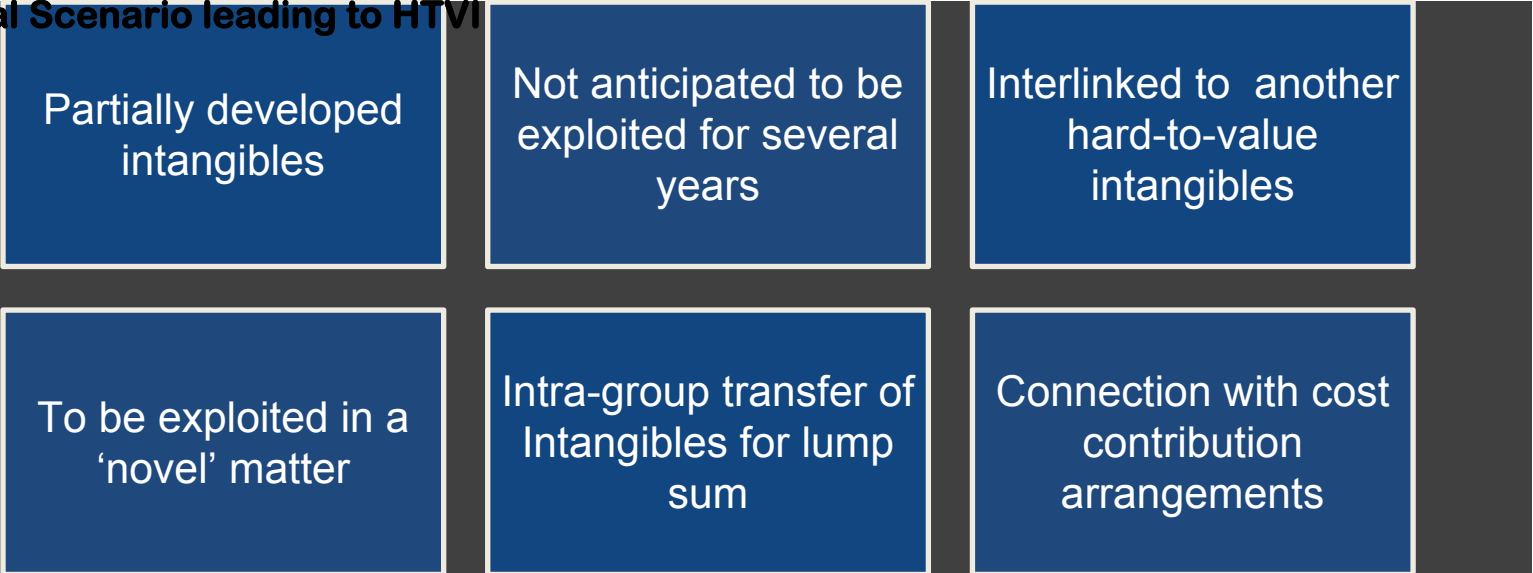 al Scenario leading to HTVI
Partially developed
intangibles
Not anticipated to be
exploited for several
years
Interlinked to another
hard-to-value
intangibles
To be exploited in a
‘novel’ matter
Intra-group transfer of
Intangibles for lump
sum
Connection with cost
contribution
arrangements